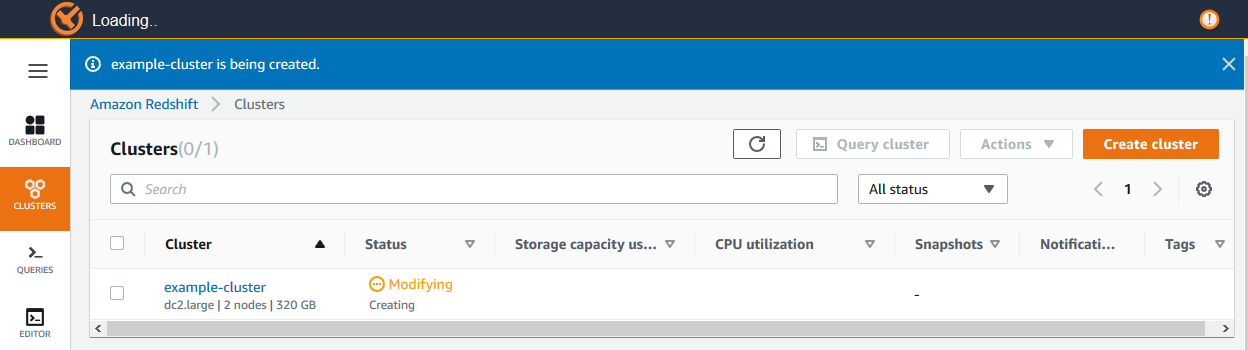 Loading..
example-cluster is being created.
Amazon Redshift > Clusters
DASHBOARD
CLUSTERS
QUERIES
EDITOR
Clusters(0/1)
Query cluster
Actions
Create cluster
Search
All status
1
Cluster Status Storage capacity us... CPU utilization Snapshots Notificati... Tags
example-cluster Modifying -
dc2.large | 2 nodes | 320 GB Creating